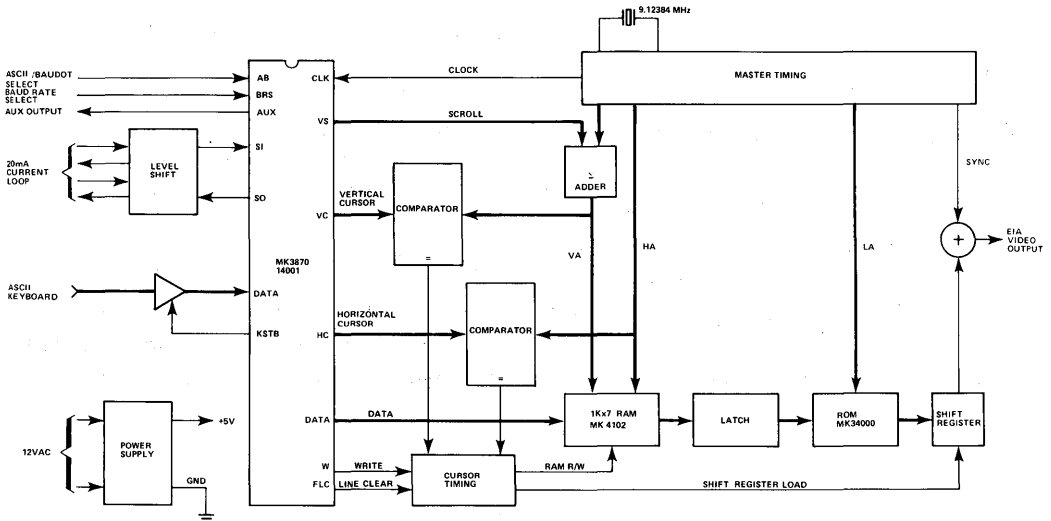 9.12384 MHz
MASTER TIMING
ASCII /BAUDOT
SELECT
BAUD RATE
SELECT
AUX OUTPUT
AB
BRS
AUX
CLK
CLOCK
VS
SCROLL
20mA
CURRENT
LOOP
LEVEL
SHIFT
SI
SO
Σ
ADDER
SYNC
VERTICAL
CURSOR
VC
COMPARATOR
=
VA
HA
LA
+
EIA
VIDEO
OUTPUT
MK3870
14001
ASCII
KEYBOARD
DATA
KSTB
HORIZONTAL
CURSOR
HC
COMPARATOR
=
12VAC
POWER
SUPPLY
+5V
GND
DATA
DATA
1Kx7 RAM
MK 4102
LATCH
ROM
MK34000
SHIFT
REGISTER
W
WRITE
FLC
LINE CLEAR
CURSOR
TIMING
RAM R/W
SHIFT REGISTER LOAD